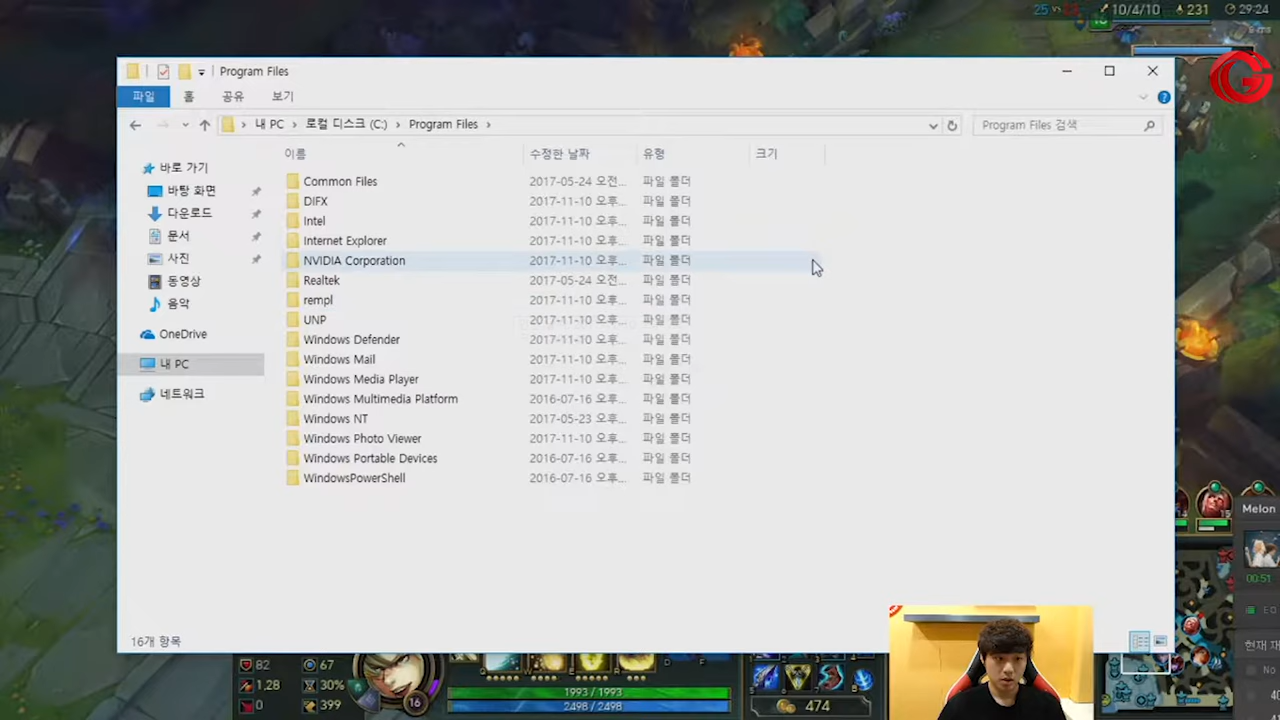 25 vs 10/4/10 231 29:24
Program Files
파일 홈 공유 보기
내 PC 로컬 디스크 (C:) Program Files
Program Files 검색
이름 수정한 날짜 유형 크기
바로 가기
바탕 화면
다운로드
문서
사진
동영상
음악
OneDrive
내 PC
네트워크
Common Files 2017-05-24 오전... 파일 폴더
DIFX 2017-11-10 오후... 파일 폴더
Intel 2017-11-10 오후... 파일 폴더
Internet Explorer 2017-11-10 오후... 파일 폴더
NVIDIA Corporation 2017-11-10 오후... 파일 폴더
Realtek 2017-05-24 오전... 파일 폴더
rempl 2017-11-10 오후... 파일 폴더
UNP 2017-11-10 오후... 파일 폴더
Windows Defender 2017-11-10 오후... 파일 폴더
Windows Mail 2017-11-10 오후... 파일 폴더
Windows Media Player 2017-11-10 오후... 파일 폴더
Windows Multimedia Platform 2016-07-16 오후... 파일 폴더
Windows NT 2017-05-23 오후... 파일 폴더
Windows Photo Viewer 2017-11-10 오후... 파일 폴더
Windows Portable Devices 2016-07-16 오후... 파일 폴더
WindowsPowerShell 2016-07-16 오후... 파일 폴더
16개 항목
Melon
00:51
현재 재
No
82 67
1.28 30%
0 399
16
1993 / 1993
2498 / 2498
474
15